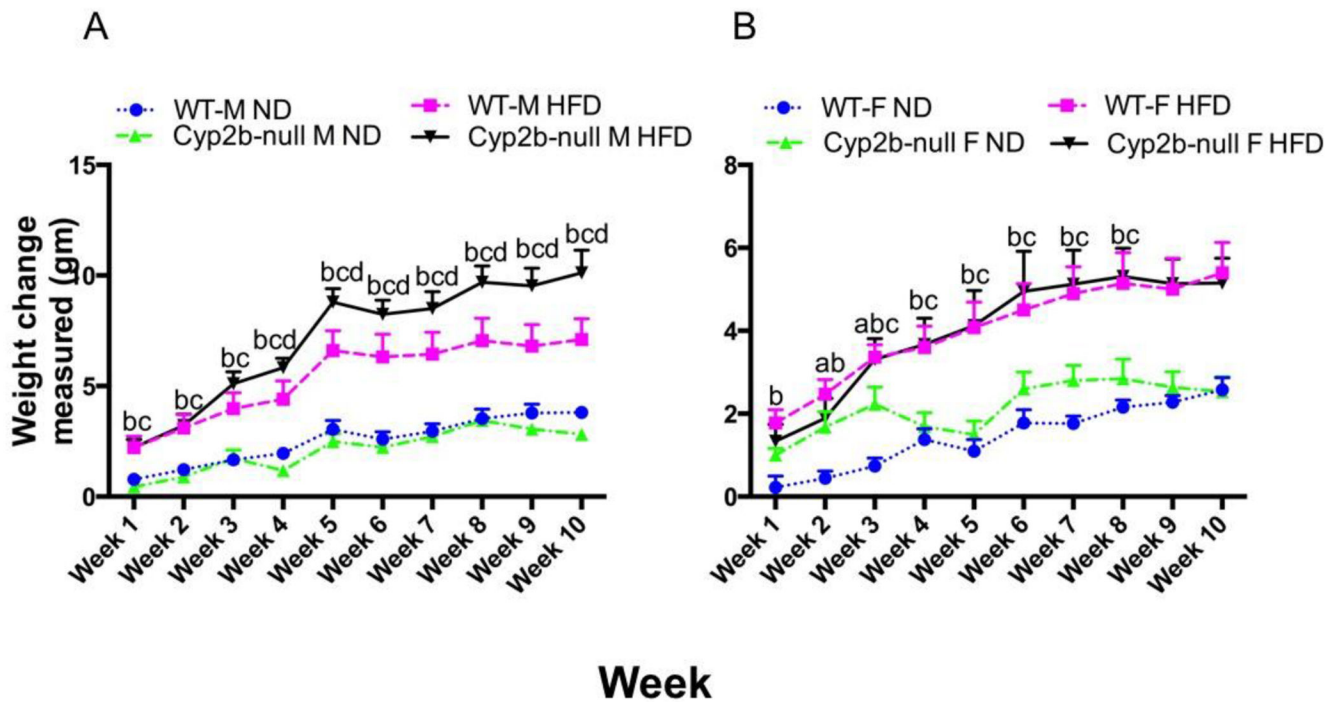 A
WT-M ND
WT-M HFD
Cyp2b-null M ND
Cyp2b-null M HFD
Weight change
measured (gm)
15
10
5
0
bc
bc
bc
bcd
bcd
bcd
bcd
bcd
bcd
bcd
Week 1
Week 2
Week 3
Week 4
Week 5
Week 6
Week 7
Week 8
Week 9
Week 10
B
WT-F ND
WT-F HFD
Cyp2b-null F ND
Cyp2b-null F HFD
8
6
4
2
0
b
ab
abc
bc
bc
bc
bc
bc
Week 1
Week 2
Week 3
Week 4
Week 5
Week 6
Week 7
Week 8
Week 9
Week 10
Week